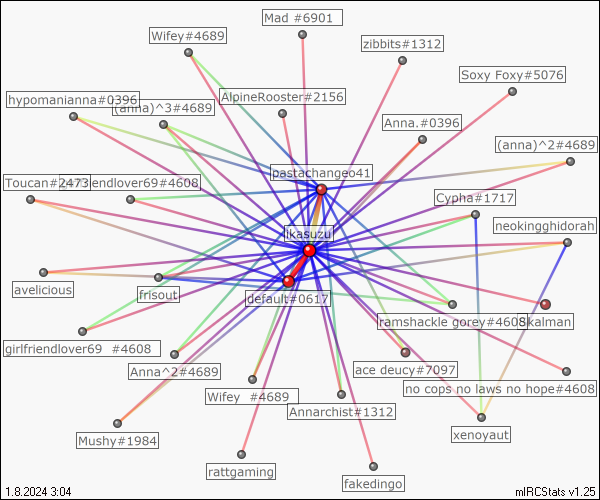 Mad #6901
Wifey#4689
zibbits#1312
Soxy Foxy#5076
hypomanianna#0396
(anna)^3#4689
AlpineRooster#2156
Anna.#0396
(anna)^2#4689
pastachangeo41
Toucan#2473
friendlover69#4608
Cypha#1717
neokingghidorah
ikasuzu
avelicious
frisout
default#0617
ramshackle gorey#4608
skalman
girlfriendlover69 #4608
Anna^2#4689
ace deucy#7097
no cops no laws no hope#4608
Wifey #4689
Annarchist#1312
Mushy#1984
xenoyaut
rattgaming
fakedingo
1.8.2024 3:04
mIRCStats v1.25